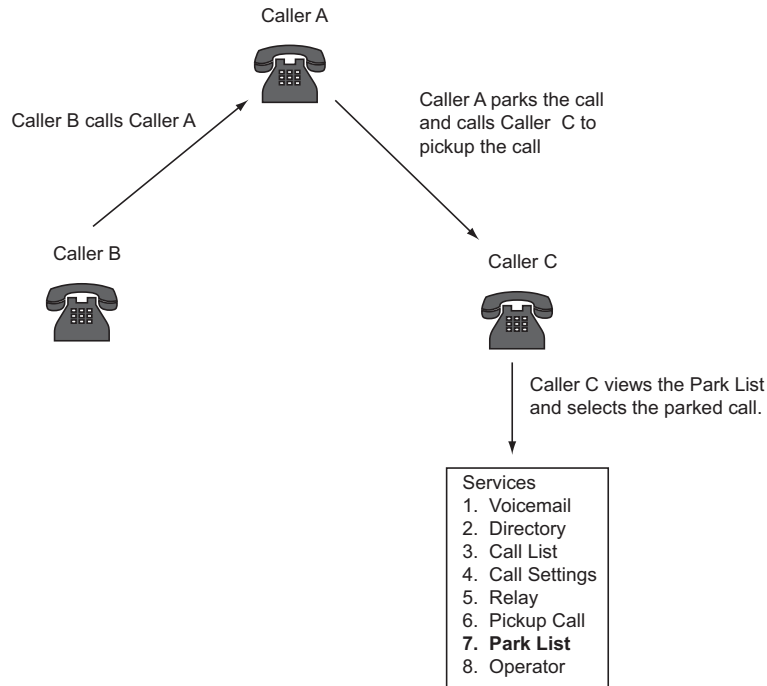 Caller A
Caller B calls Caller A
Caller A parks the call
and calls Caller C to
pickup the call
Caller B
Caller C
Caller C views the Park List
and selects the parked call.
Services
1. Voicemail
2. Directory
3. Call List
4. Call Settings
5. Relay
6. Pickup Call
7. Park List
8. Operator